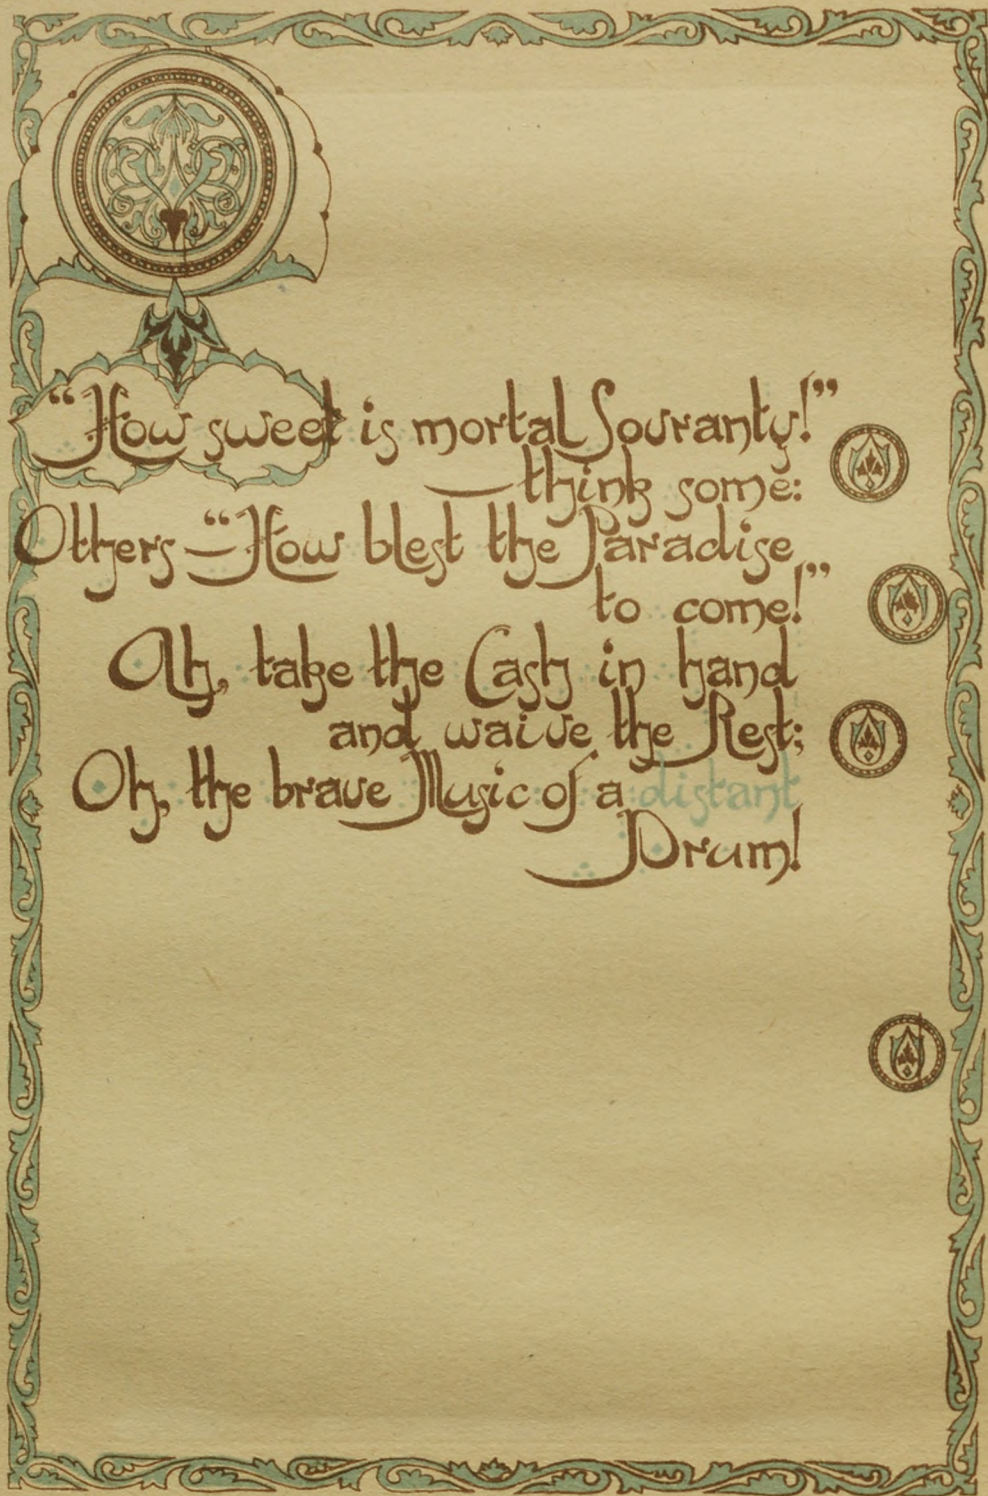 “How sweet is mortal Sovranty!”
—think some:
Others—“How blest the Paradise
to come!”
Ah, take the Cash in hand
and waive the Rest;
Oh, the brave Music of a distant
Drum!